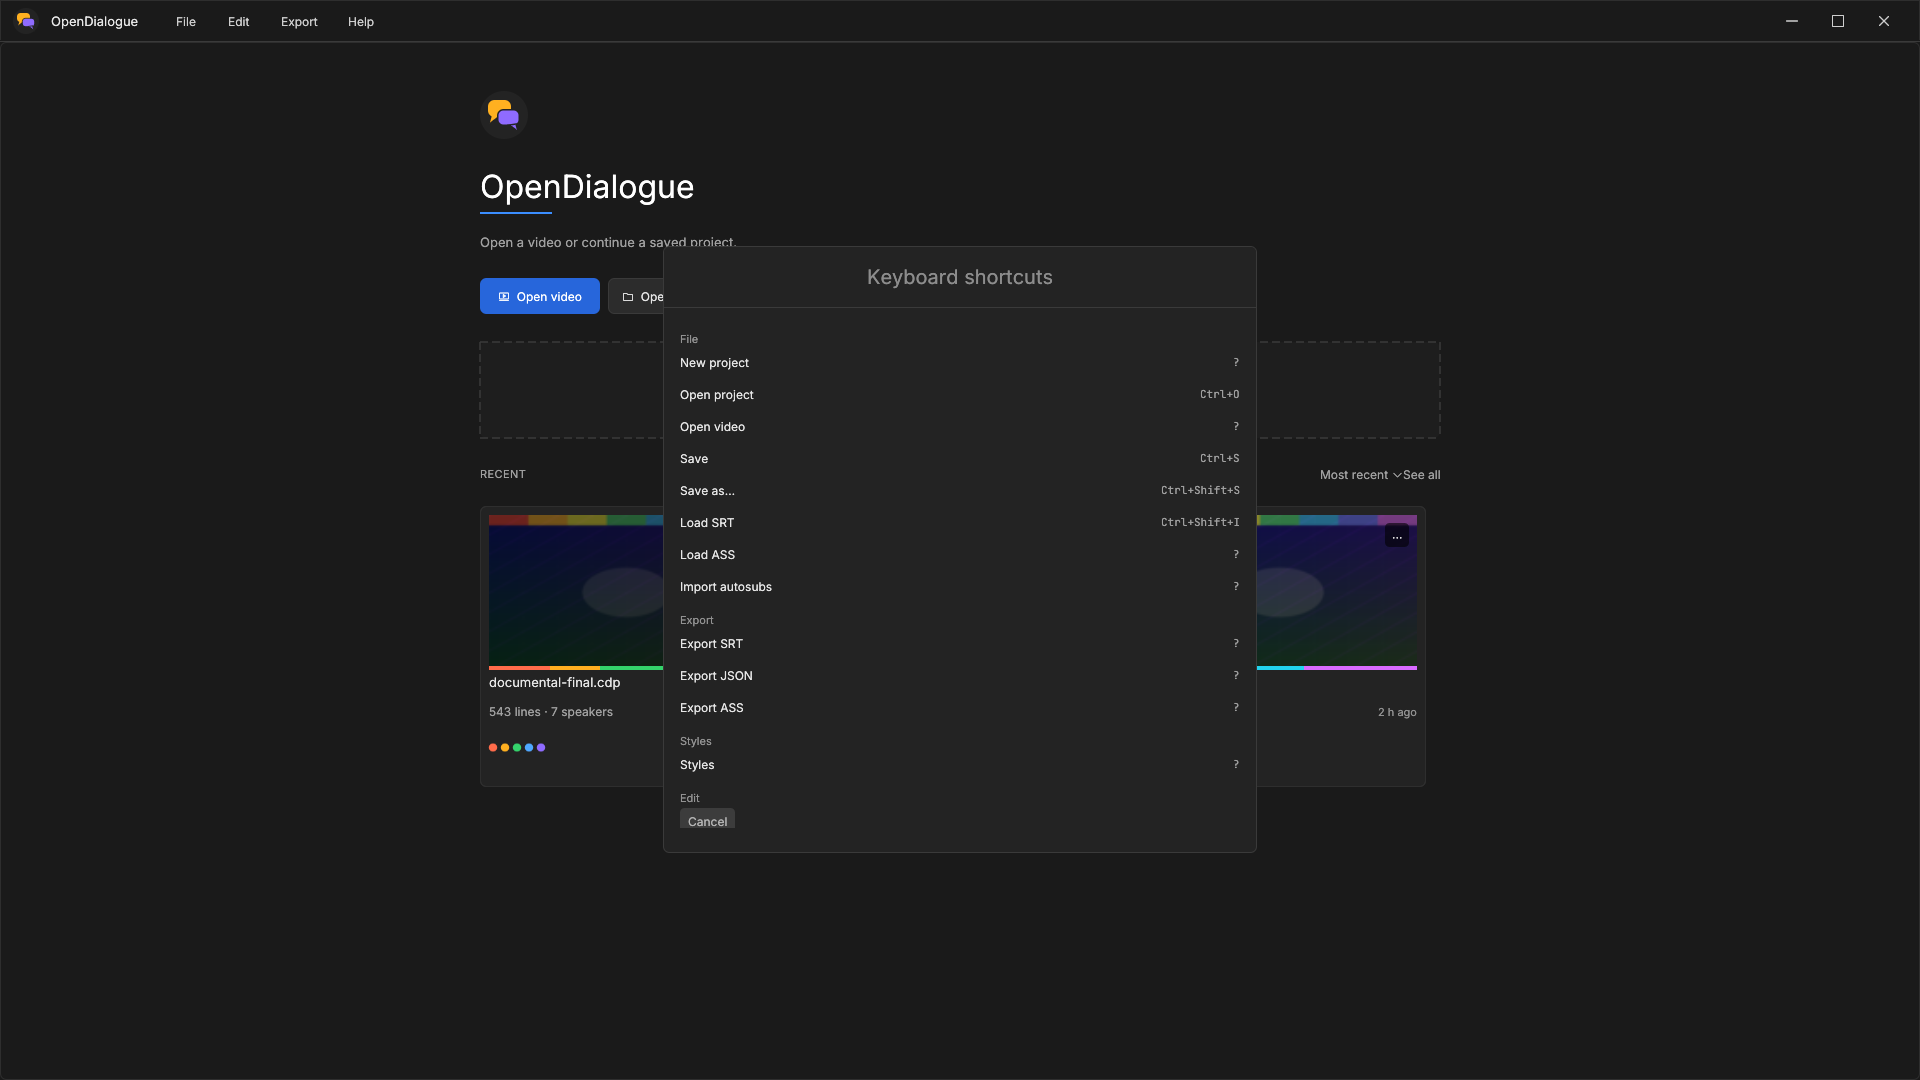 OpenDialogue File Edit Export Help
OpenDialogue
Open a video or continue a saved project.
Open video Ope
Keyboard shortcuts
File
New project ?
Open project Ctrl+O
Open video ?
Save Ctrl+S
Save as... Ctrl+Shift+S
Load SRT Ctrl+Shift+I
Load ASS ?
Import autosubs ?
Export
Export SRT ?
Export JSON ?
Export ASS ?
Styles
Styles ?
Edit
Cancel
RECENT Most recent See all
...
documental-final.cdp
543 lines · 7 speakers
2 h ago